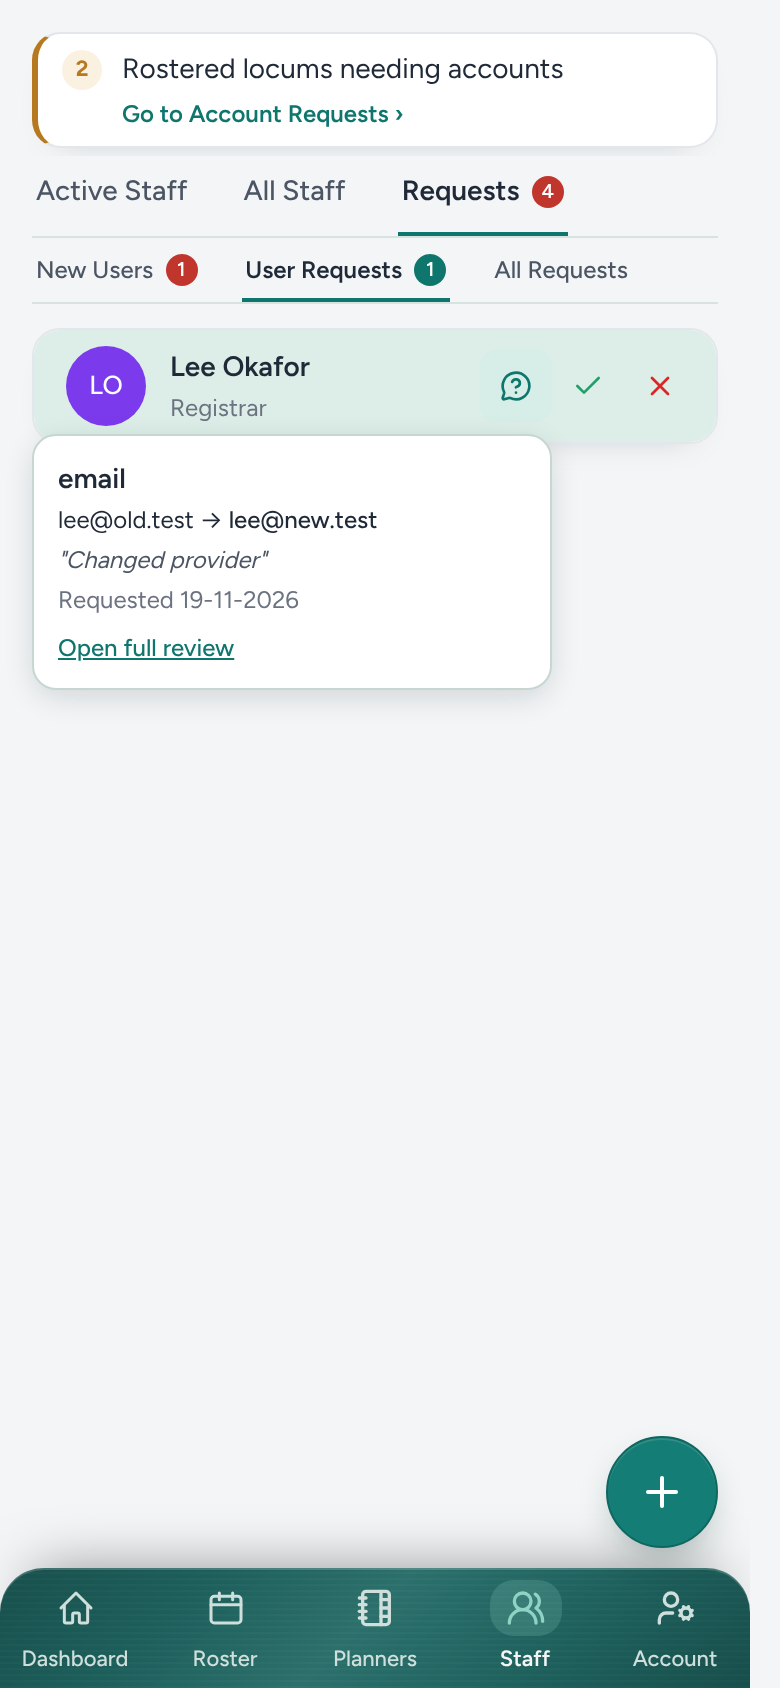 2 Rostered locums needing accounts
Go to Account Requests ›
Active Staff All Staff Requests 4
New Users 1 User Requests 1 All Requests
LO Lee Okafor
Registrar
email
lee@old.test → lee@new.test
"Changed provider"
Requested 19-11-2026
Open full review
Dashboard Roster Planners Staff Account